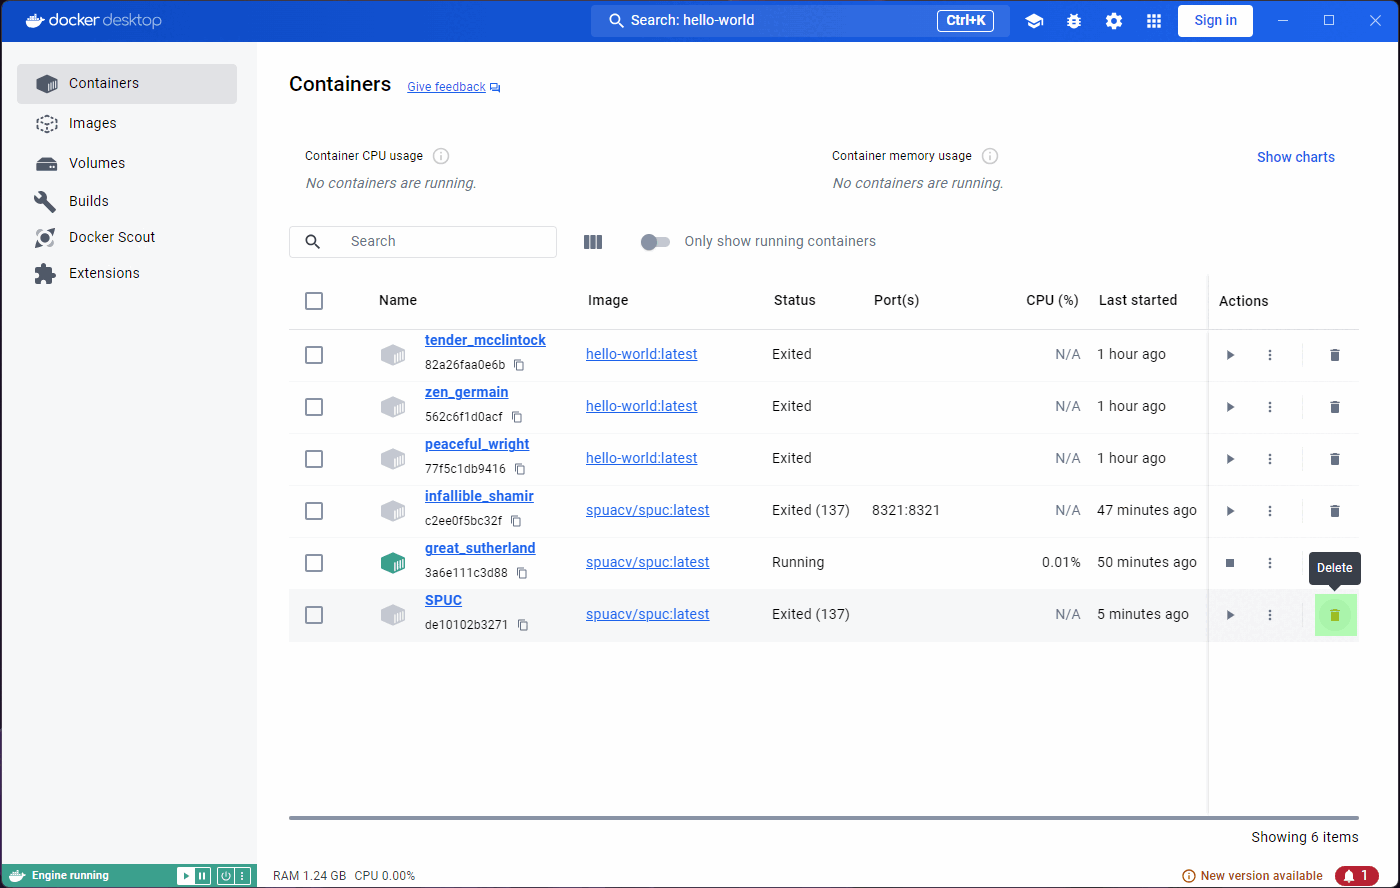 docker desktop
Search: hello-world
Ctrl+K
Sign in
Containers
Images
Volumes
Builds
Docker Scout
Extensions
Containers Give feedback
Container CPU usage
No containers are running.
Container memory usage
No containers are running.
Show charts
Search
Only show running containers
Name Image Status Port(s) CPU (%) Last started Actions
tender_mcclintock
82a26faa0e6b
hello-world:latest Exited N/A 1 hour ago
zen_germain
562c6f1d0acf
hello-world:latest Exited N/A 1 hour ago
peaceful_wright
77f5c1db9416
hello-world:latest Exited N/A 1 hour ago
infallible_shamir
c2ee0f5bc32f
spuacv/spuc:latest Exited (137) 8321:8321 N/A 47 minutes ago
great_sutherland
3a6e111c3d88
spuacv/spuc:latest Running 0.01% 50 minutes ago
Delete
SPUC
de10102b3271
spuacv/spuc:latest Exited (137) N/A 5 minutes ago
Showing 6 items
Engine running
RAM 1.24 GB CPU 0.00%
New version available
1